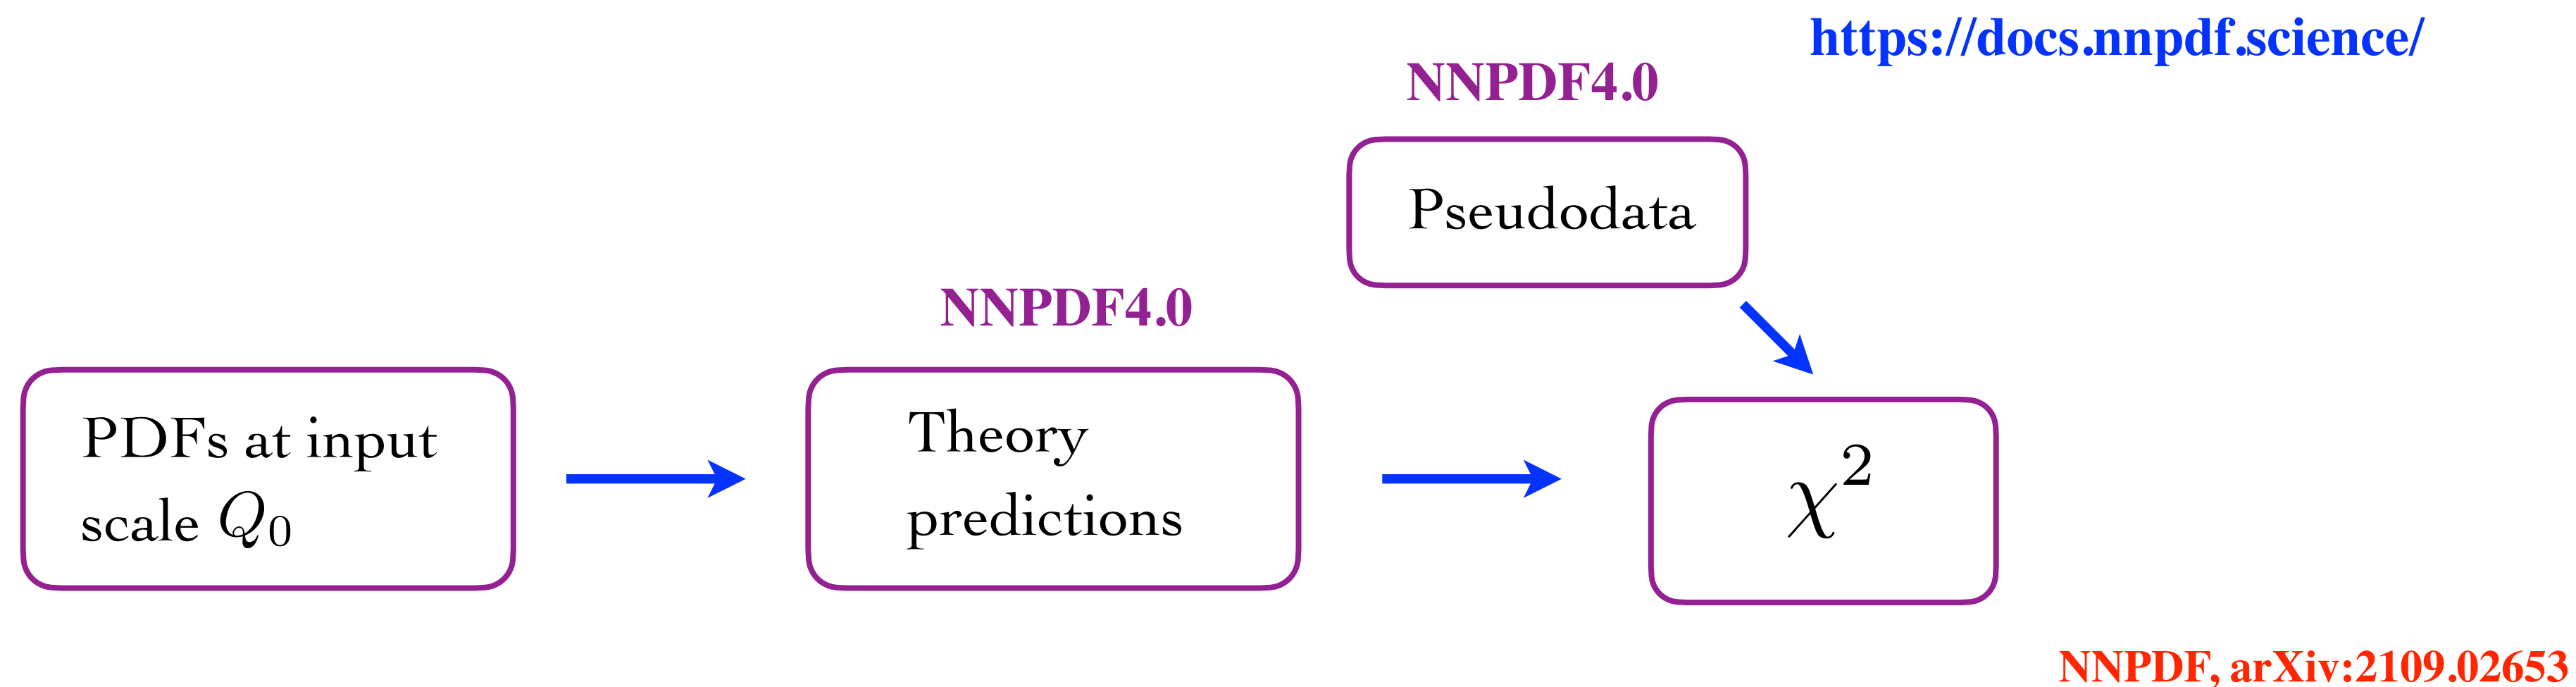 https://docs.nnpdf.science/
NNPDF4.0
Pseudodata
NNPDF4.0
PDFs at input
scale Q₀
Theory
predictions
χ²
NNPDF, arXiv:2109.02653